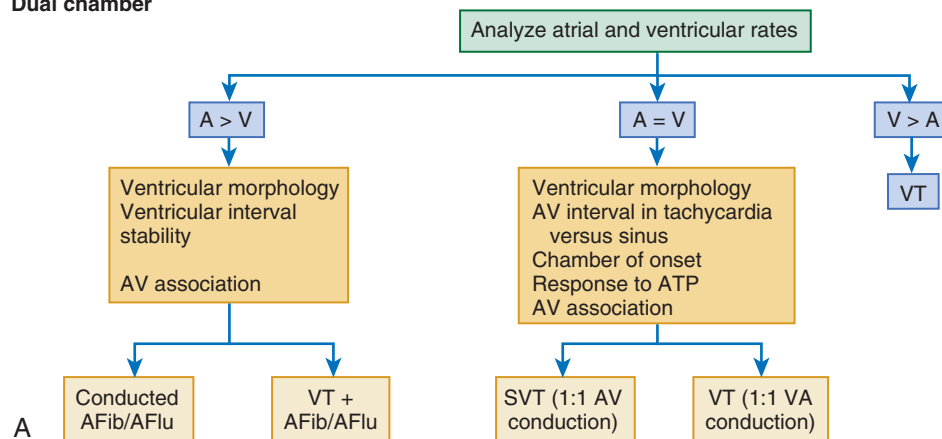 Dual chamber
Analyze atrial and ventricular rates
A > V
A = V
V > A
Ventricular morphology
Ventricular interval
stability
AV association
Ventricular morphology
AV interval in tachycardia
versus sinus
Chamber of onset
Response to ATP
AV association
VT
Conducted
AFib/AFlu
VT +
AFib/AFlu
SVT (1:1 AV
conduction)
VT (1:1 VA
conduction)
A